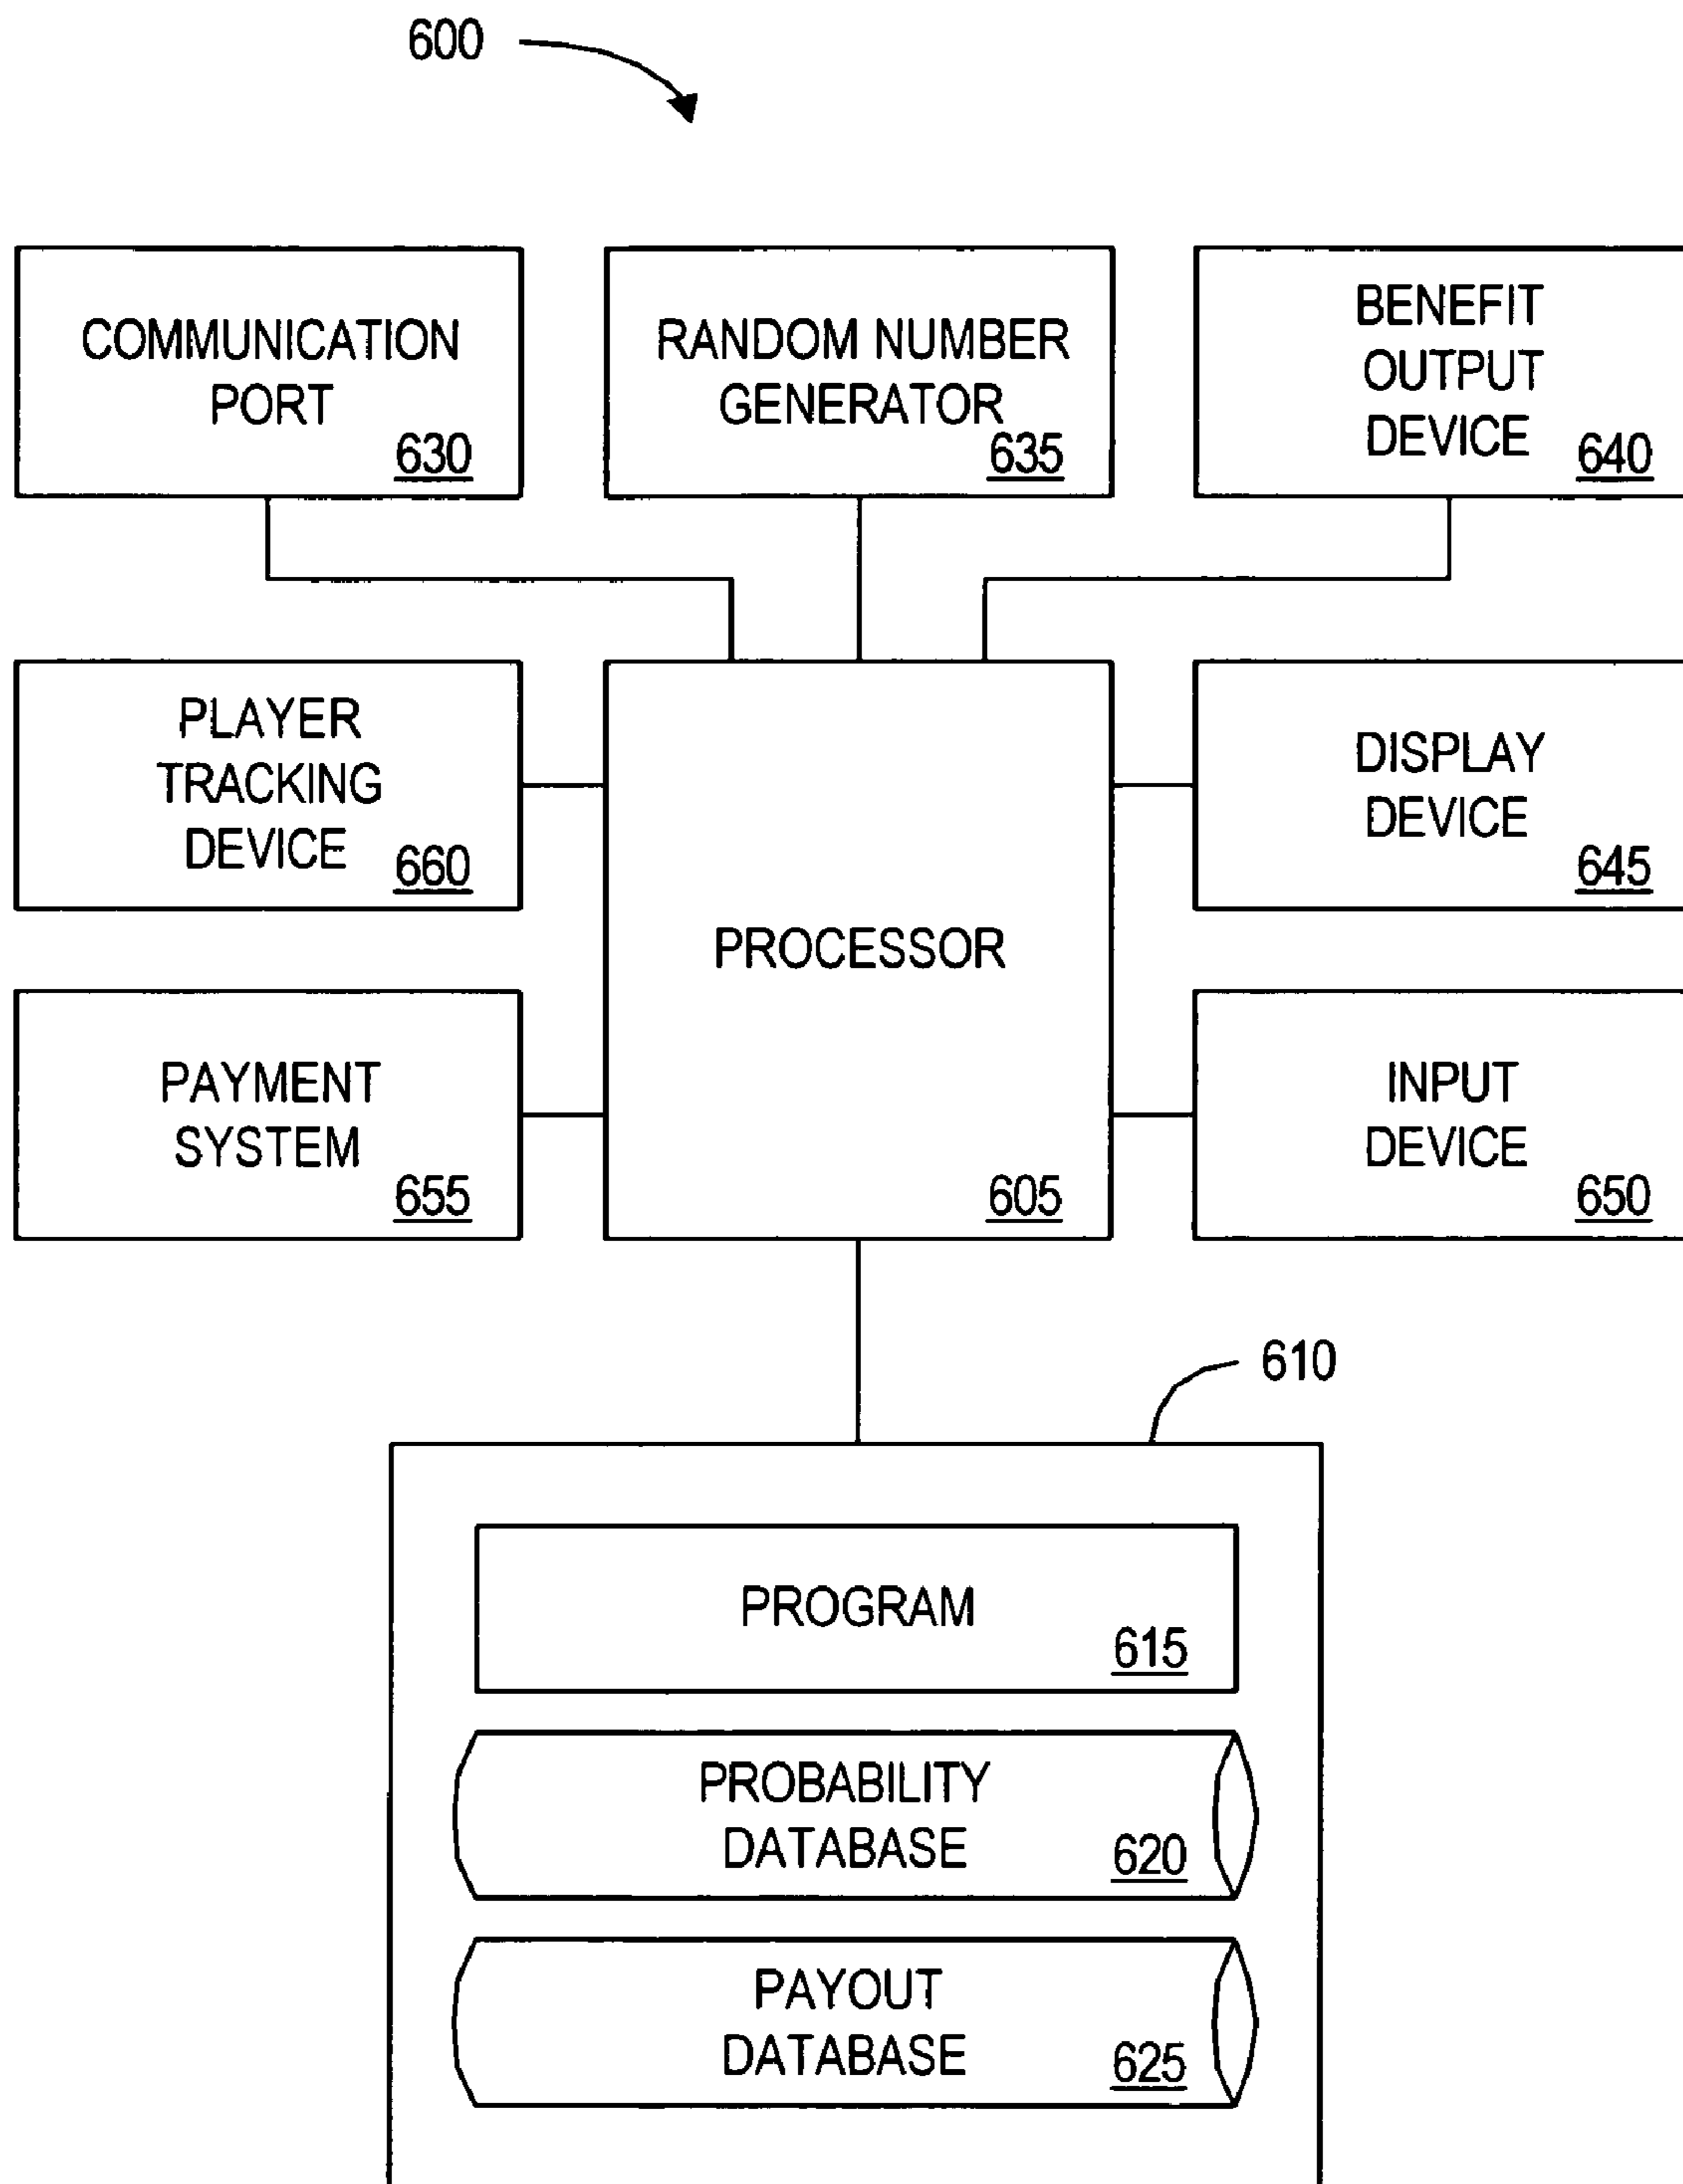 600
COMMUNICATION
PORT
630
RANDOM NUMBER
GENERATOR
635
BENEFIT
OUTPUT
DEVICE
640
PLAYER
TRACKING
DEVICE
660
PROCESSOR
605
DISPLAY
DEVICE
645
PAYMENT
SYSTEM
655
INPUT
DEVICE
650
610
PROGRAM
615
PROBABILITY
DATABASE
620
PAYOUT
DATABASE
625